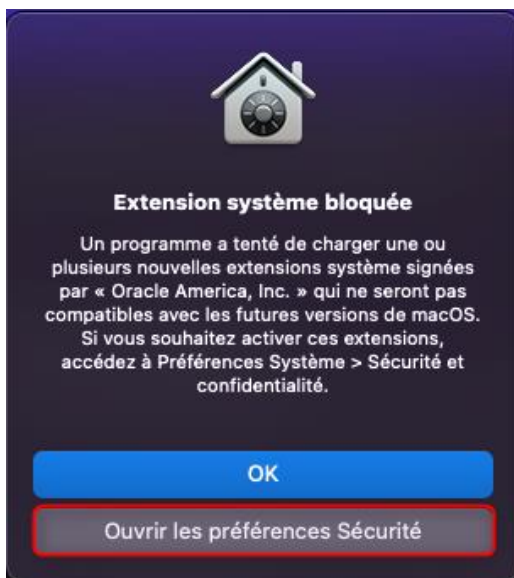 Extension système bloquée
Un programme a tenté de charger une ou
plusieurs nouvelles extensions système signées
par « Oracle America, Inc. » qui ne seront pas
compatibles avec les futures versions de macOS.
Si vous souhaitez activer ces extensions,
accédez à Préférences Système > Sécurité et
confidentialité.
OK
Ouvrir les préférences Sécurité